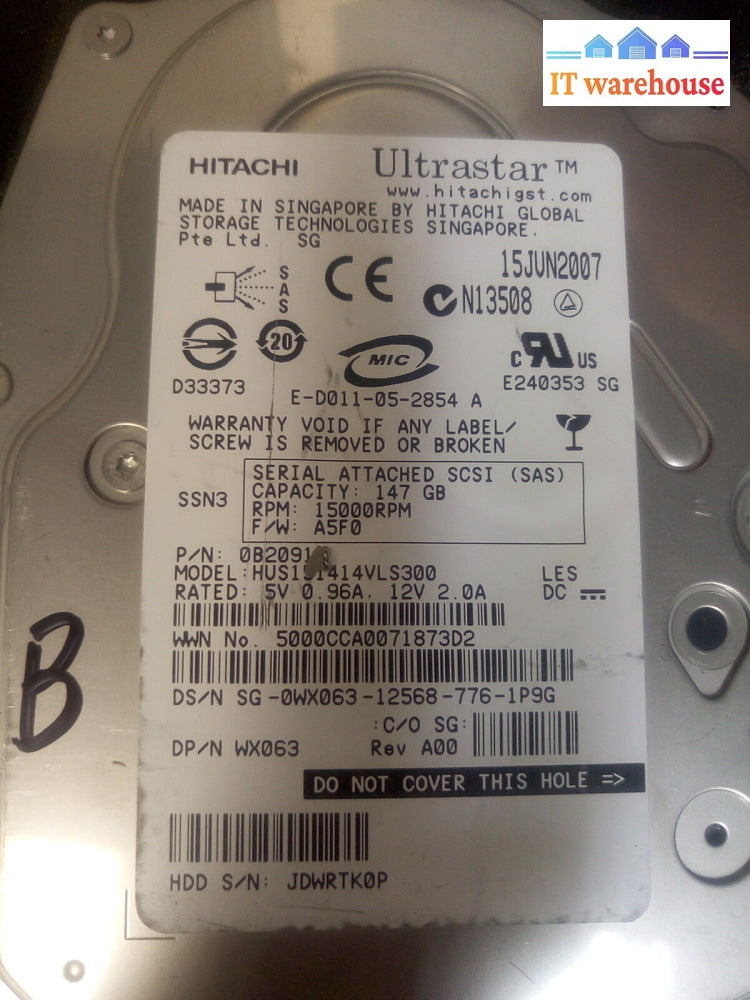 IT warehouse
HITACHI Ultrastar™
www.hitachigst.com
MADE IN SINGAPORE BY HITACHI GLOBAL
STORAGE TECHNOLOGIES SINGAPORE.
Pte Ltd. SG
SAS
CE
15JUN2007
N13508
20
MIC
c RU US
D33373
E-D011-05-2854 A
E240353 SG
WARRANTY VOID IF ANY LABEL/
SCREW IS REMOVED OR BROKEN
SSN3
SERIAL ATTACHED SCSI (SAS)
CAPACITY: 147 GB
RPM: 15000RPM
F/W: A5F0
P/N:
MODEL:
LES
RATED: 5V 0.96A, 12V 2.0A DC
WWN No. 5000CCA0071873D2
DS/N SG-0WX063-12568-776-1P9G
:C/O SG:
DP/N WX063 Rev A00
DO NOT COVER THIS HOLE =>
HDD S/N: JDWRTK0P
B